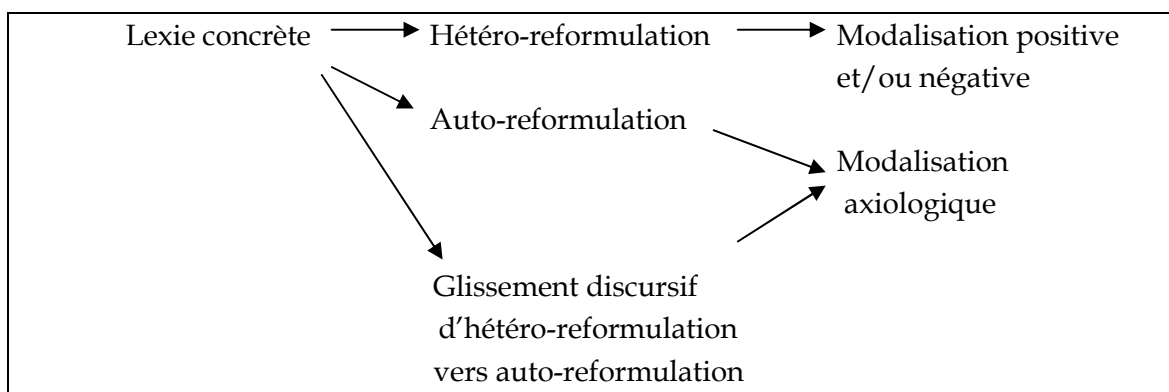 Lexie concrète Hétéro-reformulation Modalisation positive
et/ou négative
Auto-reformulation
Modalisation
axiologique
Glissement discursif
d’hétéro-reformulation
vers auto-reformulation